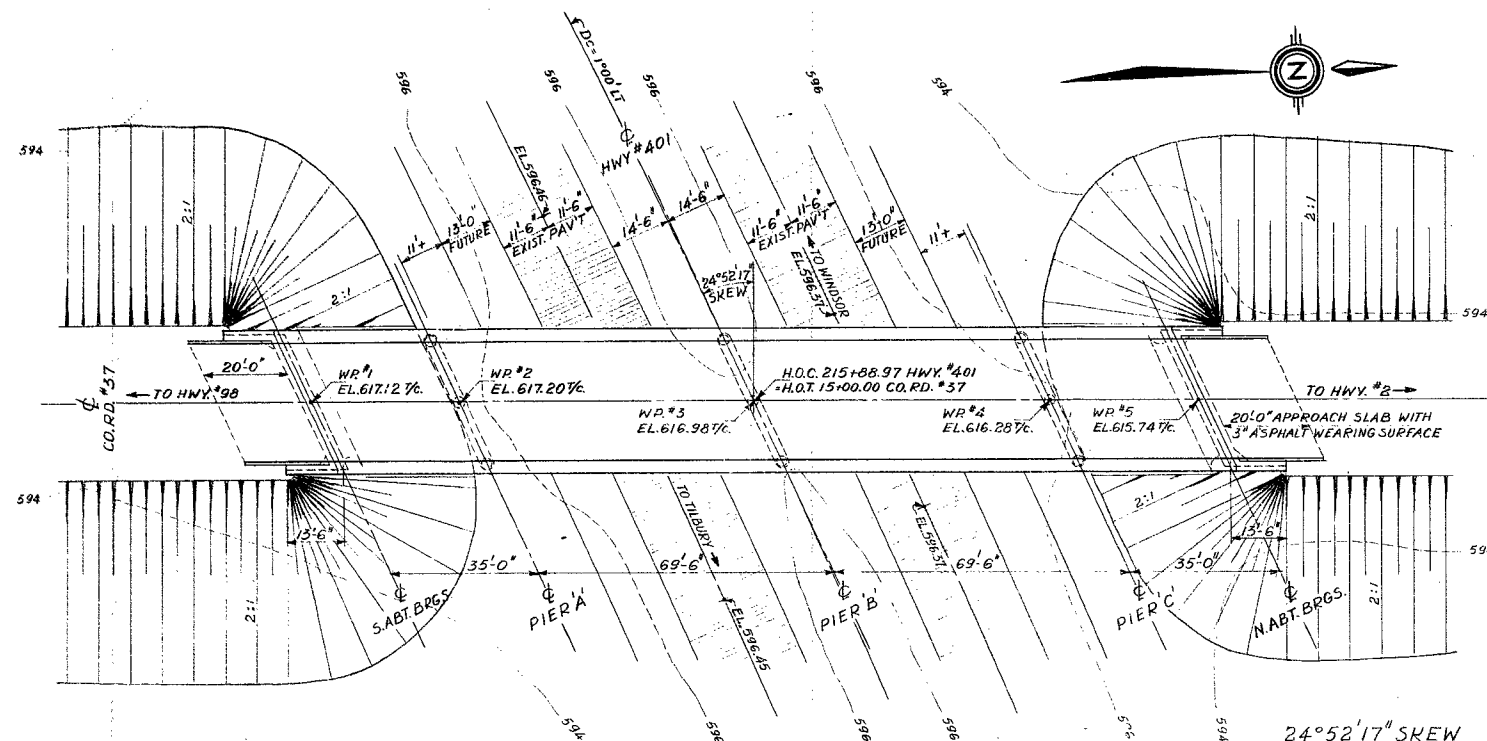 596
596
596
594
594
594
DC = 1°00' LT
℄
HWY #401
Z
EL.596.46
2:1
2:1
2:1
11'+
13'-0"
FUTURE
11'-6"
11'-6"
EXIST. PAV'T
14'-6"
14'-6"
11'-6"
11'-6"
EXIST. PAV'T
13'-0"
FUTURE
11'+
24°52'17"
SKEW
TO WINDSOR
EL.596.37
℄
CO.RD. #37
TO HWY. #98
20'-0"
W.P. #1
EL.617.12 T/C.
W.P. #2
EL.617.20 T/C.
W.P. #3
EL.616.98 T/C.
H.O.C. 215+88.97 HWY. #401
=H.O.T. 15+00.00 CO.RD. #37
W.P. #4
EL.616.28 T/C.
W.P. #5
EL.615.74 T/C.
TO HWY. #2
20'-0" APPROACH SLAB WITH
3" ASPHALT WEARING SURFACE
594
13'-6"
2:1
35'-0"
69'-6"
TO TILBURY
EL.596.45
EL.596.37
69'-6"
35'-0"
13'-6"
2:1
2:1
℄
S.ABT. BRGS.
℄
PIER 'A'
℄
PIER 'B'
℄
PIER 'C'
℄
N.ABT. BRGS.
594
596
596
596
594
24°52'17" SKEW